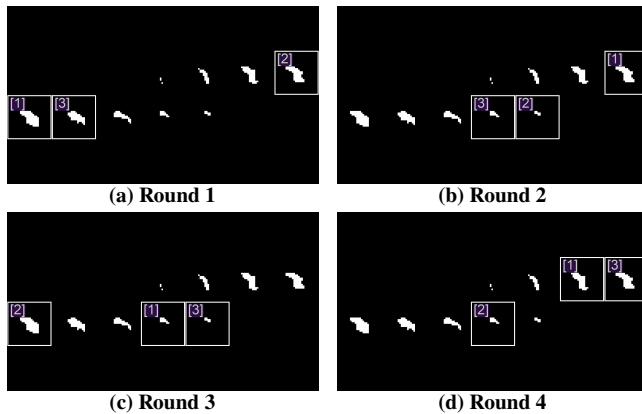 [2]
[1] [3]
(a) Round 1
[1]
[3] [2]
(b) Round 2
[2] [1] [3]
(c) Round 3
[1] [3]
[2]
(d) Round 4